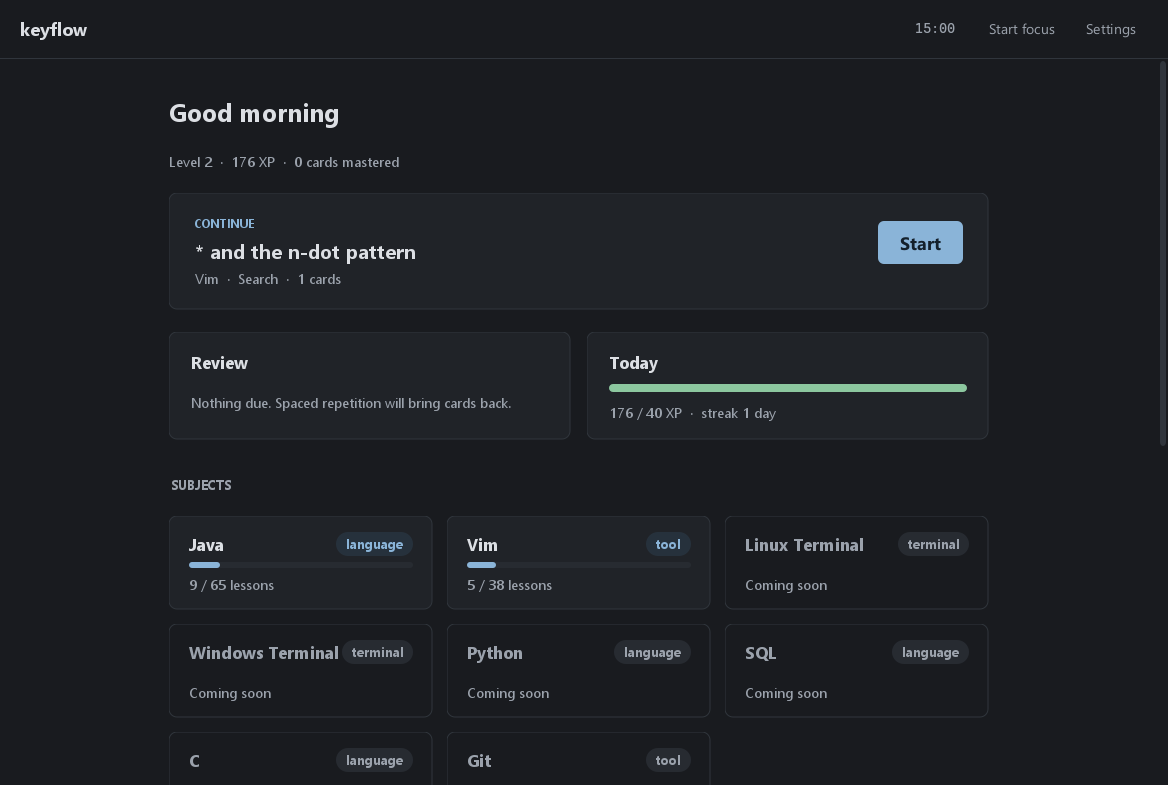 keyflow
15:00 Start focus Settings
Good morning
Level 2 · 176 XP · 0 cards mastered
CONTINUE
* and the n-dot pattern
Start
Vim · Search · 1 cards
Review
Nothing due. Spaced repetition will bring cards back.
Today
176 / 40 XP · streak 1 day
SUBJECTS
Java language
9 / 65 lessons
Vim tool
5 / 38 lessons
Linux Terminal terminal
Coming soon
Windows Terminal terminal
Coming soon
Python language
Coming soon
SQL language
Coming soon
C language
Git tool